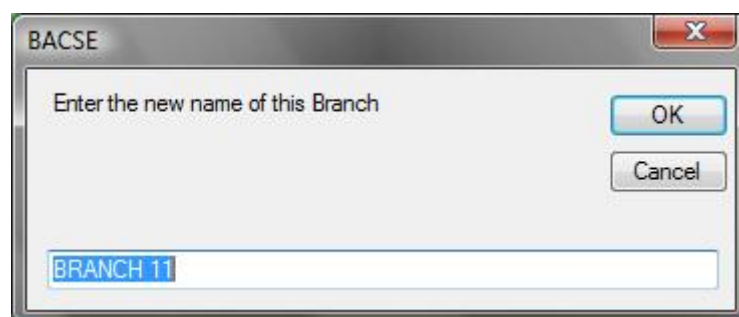 BACSE
Enter the new name of this Branch
OK
Cancel
BRANCH 11